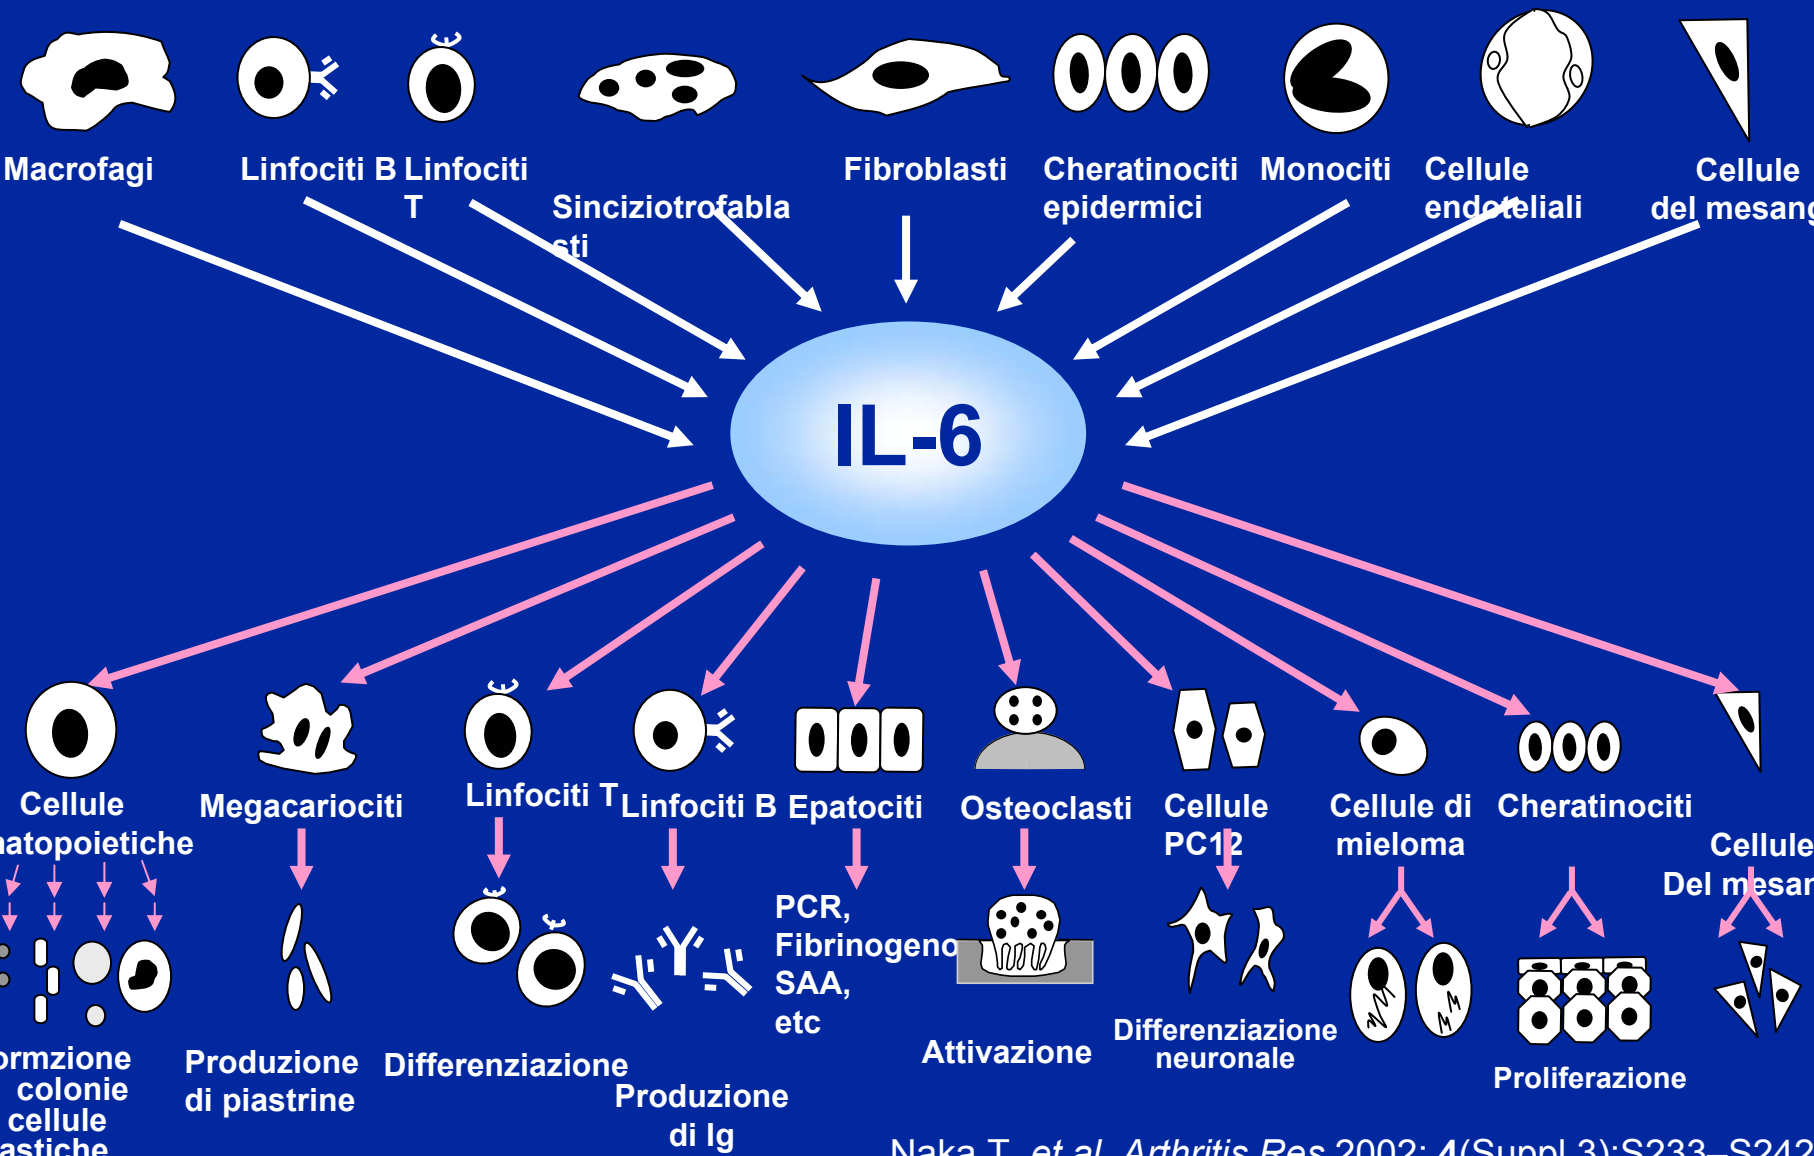 Macrofagi
Linfociti B
Linfociti
T
Sinciziotrofabla
sti
Fibroblasti
Cheratinociti
epidermici
Monociti
Cellule
endoteliali
Cellule
del mesang
IL-6
Cellule
natopoietiche
Megacariociti
Linfociti T
Linfociti B
Epatociti
Osteoclasti
Cellule
PC12
Cellule di
mieloma
Cheratinociti
Cellule
Del mesan
PCR,
Fibrinogeno
SAA,
etc
ormzione
colonie
cellule
astiche
Produzione
di piastrine
Differenziazione
Produzione
di Ig
Attivazione
Differenziazione
neuronale
Proliferazione
Naka T, et al. Arthritis Res 2002; 4(Suppl 3):S233–S242